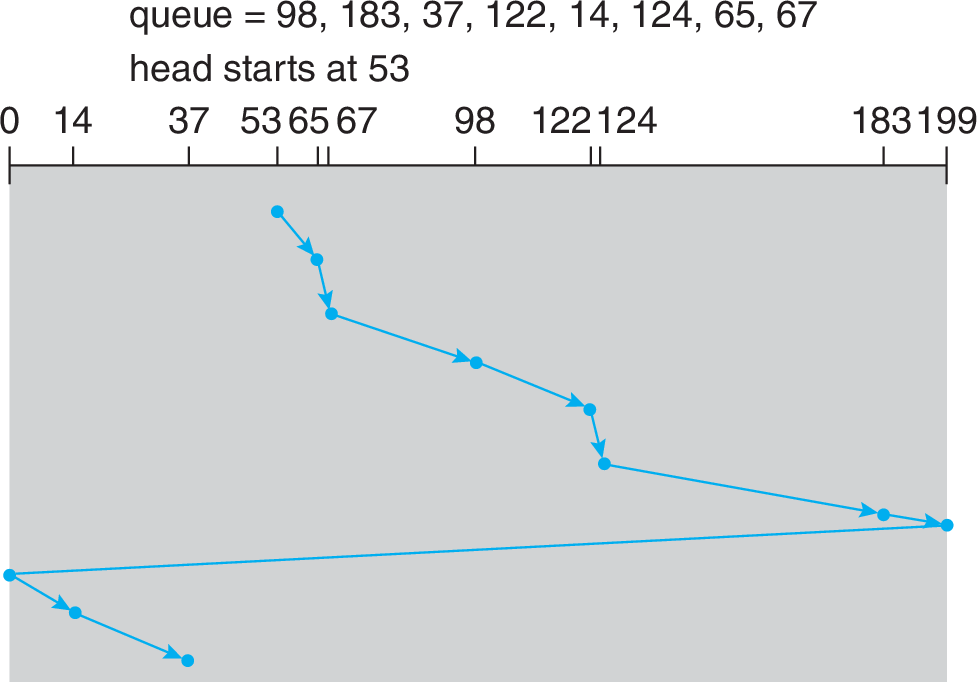 queue = 98, 183, 37, 122, 14, 124, 65, 67
head starts at 53
0 14 37 53 65 67 98 122 124 183 199